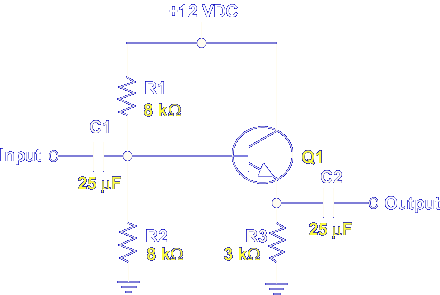 +12 VDC
R1
8 kΩ
C1
Input
25 µF
Q1
C2
Output
25 µF
R2
8 kΩ
R3
3 kΩ